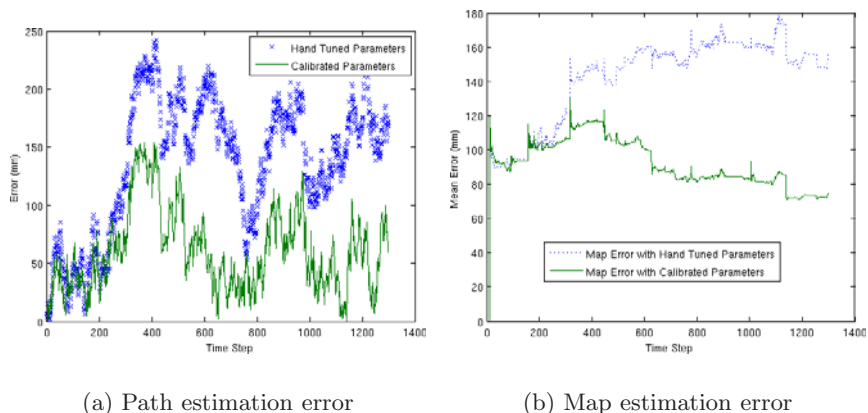 250
200
150
100
50
0
Error (mm)
Hand Tuned Parameters
Calibrated Parameters
0 200 400 600 800 1000 1200 1400
Time Step
(a) Path estimation error
180
160
140
120
100
80
60
40
20
0
Mean Error (mm)
Map Error with Hand Tuned Parameters
Map Error with Calibrated Parameters
0 200 400 600 800 1000 1200 1400
Time Step
(b) Map estimation error